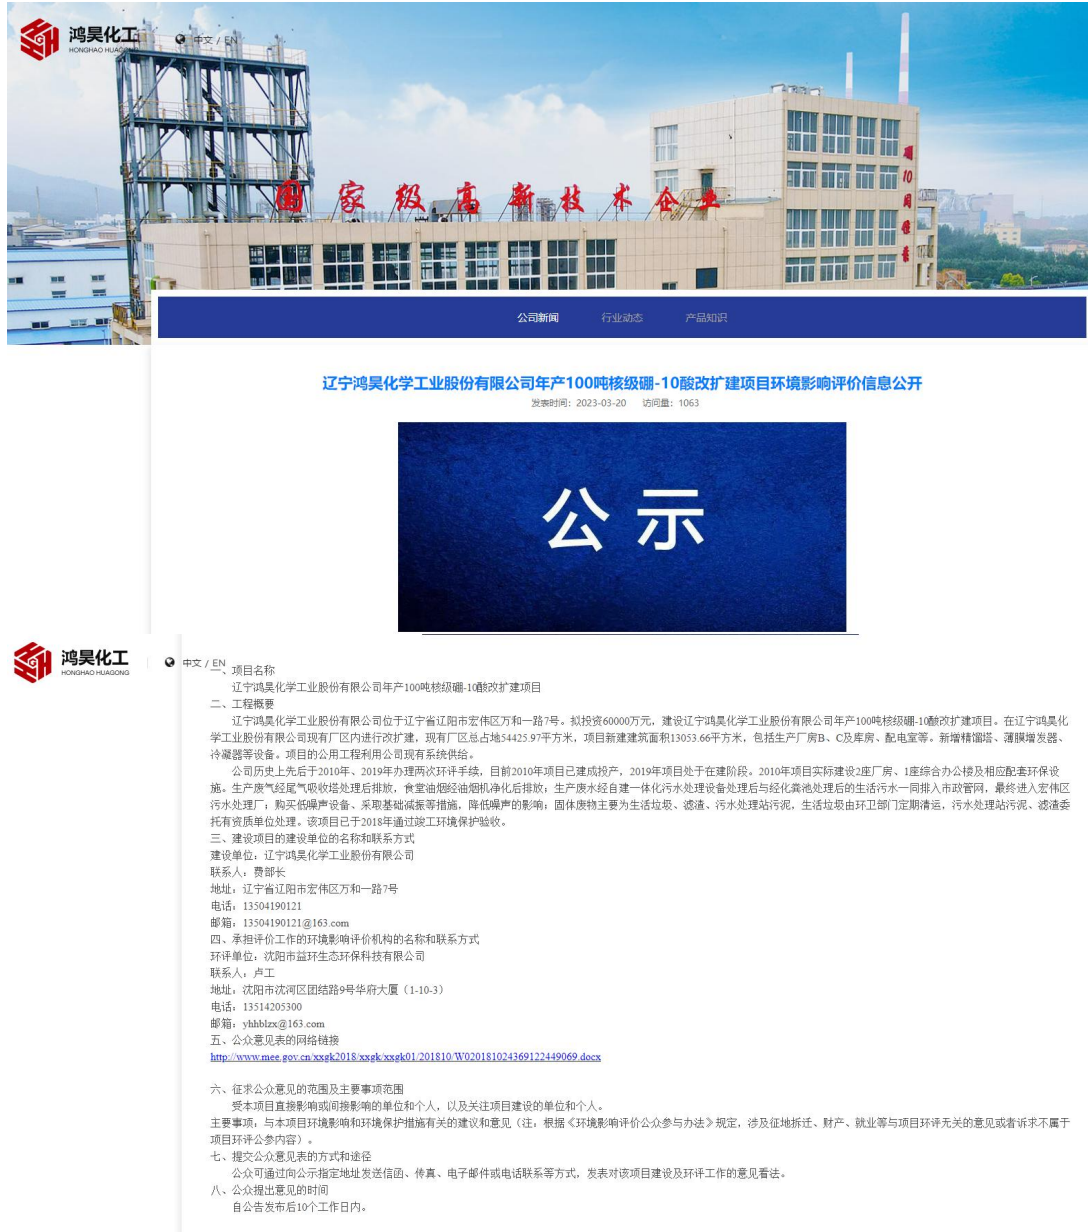 鸿昊化工
HONGHAO HUAGONG
中文 / EN
国家级高新技术企业
硼10同位素
公司新闻 行业动态 产品知识
辽宁鸿昊化学工业股份有限公司年产100吨核级硼-10酸改扩建项目环境影响评价信息公开
发表时间：2023-03-20 访问量：1063
公示
鸿昊化工
HONGHAO HUAGONG
中文 / EN
一、项目名称
辽宁鸿昊化学工业股份有限公司年产100吨核级硼-10酸改扩建项目
二、工程概要
辽宁鸿昊化学工业股份有限公司位于辽宁省辽阳市宏伟区万和一路7号。拟投资60000万元，建设辽宁鸿昊化学工业股份有限公司年产100吨核级硼-10酸改扩建项目。在辽宁鸿昊化
学工业股份有限公司现有厂区内进行改扩建，现有厂区总占地54425.97平方米，项目新建建筑面积13053.66平方米，包括生产厂房B、C及库房、配电室等。新增精馏塔、薄膜增发器、
冷凝器等设备。项目的公用工程利用公司现有系统供给。
公司历史上先后于2010年、2019年办理两次环评手续，目前2010年项目已建成投产，2019年项目处于在建阶段。2010年项目实际建设2座厂房、1座综合办公楼及相应配套环保设
施。生产废气经尾气吸收塔处理后排放，食堂油烟经油烟机净化后排放；生产废水经自建一体化污水处理设备处理后与经化粪池处理后的生活污水一同排入市政管网，最终进入宏伟区
污水处理厂；购买低噪声设备、采取基础减振等措施，降低噪声的影响；固体废物主要为生活垃圾、滤渣、污水处理站污泥，生活垃圾由环卫部门定期清运，污水处理站污泥、滤渣委
托有资质单位处理。该项目已于2018年通过竣工环境保护验收。
三、建设项目的建设单位的名称和联系方式
建设单位：辽宁鸿昊化学工业股份有限公司
联系人：费部长
地址：辽宁省辽阳市宏伟区万和一路7号
电话：13504190121
邮箱：13504190121@163.com
四、承担评价工作的环境影响评价机构的名称和联系方式
环评单位：沈阳市益环生态环保科技有限公司
联系人：卢工
地址：沈阳市沈河区团结路9号华府大厦（1-10-3）
电话：13514205300
邮箱：yhhblzx@163.com
五、公众意见表的网络链接
http://www.mee.gov.cn/xxgk2018/xxgk/xxgk01/201810/W020181024369122449069.docx
六、征求公众意见的范围及主要事项范围
受本项目直接影响或间接影响的单位和个人，以及关注项目建设的单位和个人。
主要事项：与本项目环境影响和环境保护措施有关的建议和意见（注：根据《环境影响评价公众参与办法》规定，涉及征地拆迁、财产、就业等与项目环评无关的意见或者诉求不属于
项目环评公参内容）。
七、提交公众意见表的方式和途径
公众可通过向公示指定地址发送信函、传真、电子邮件或电话联系等方式，发表对该项目建设及环评工作的意见看法。
八、公众提出意见的时间
自公告发布后10个工作日内。